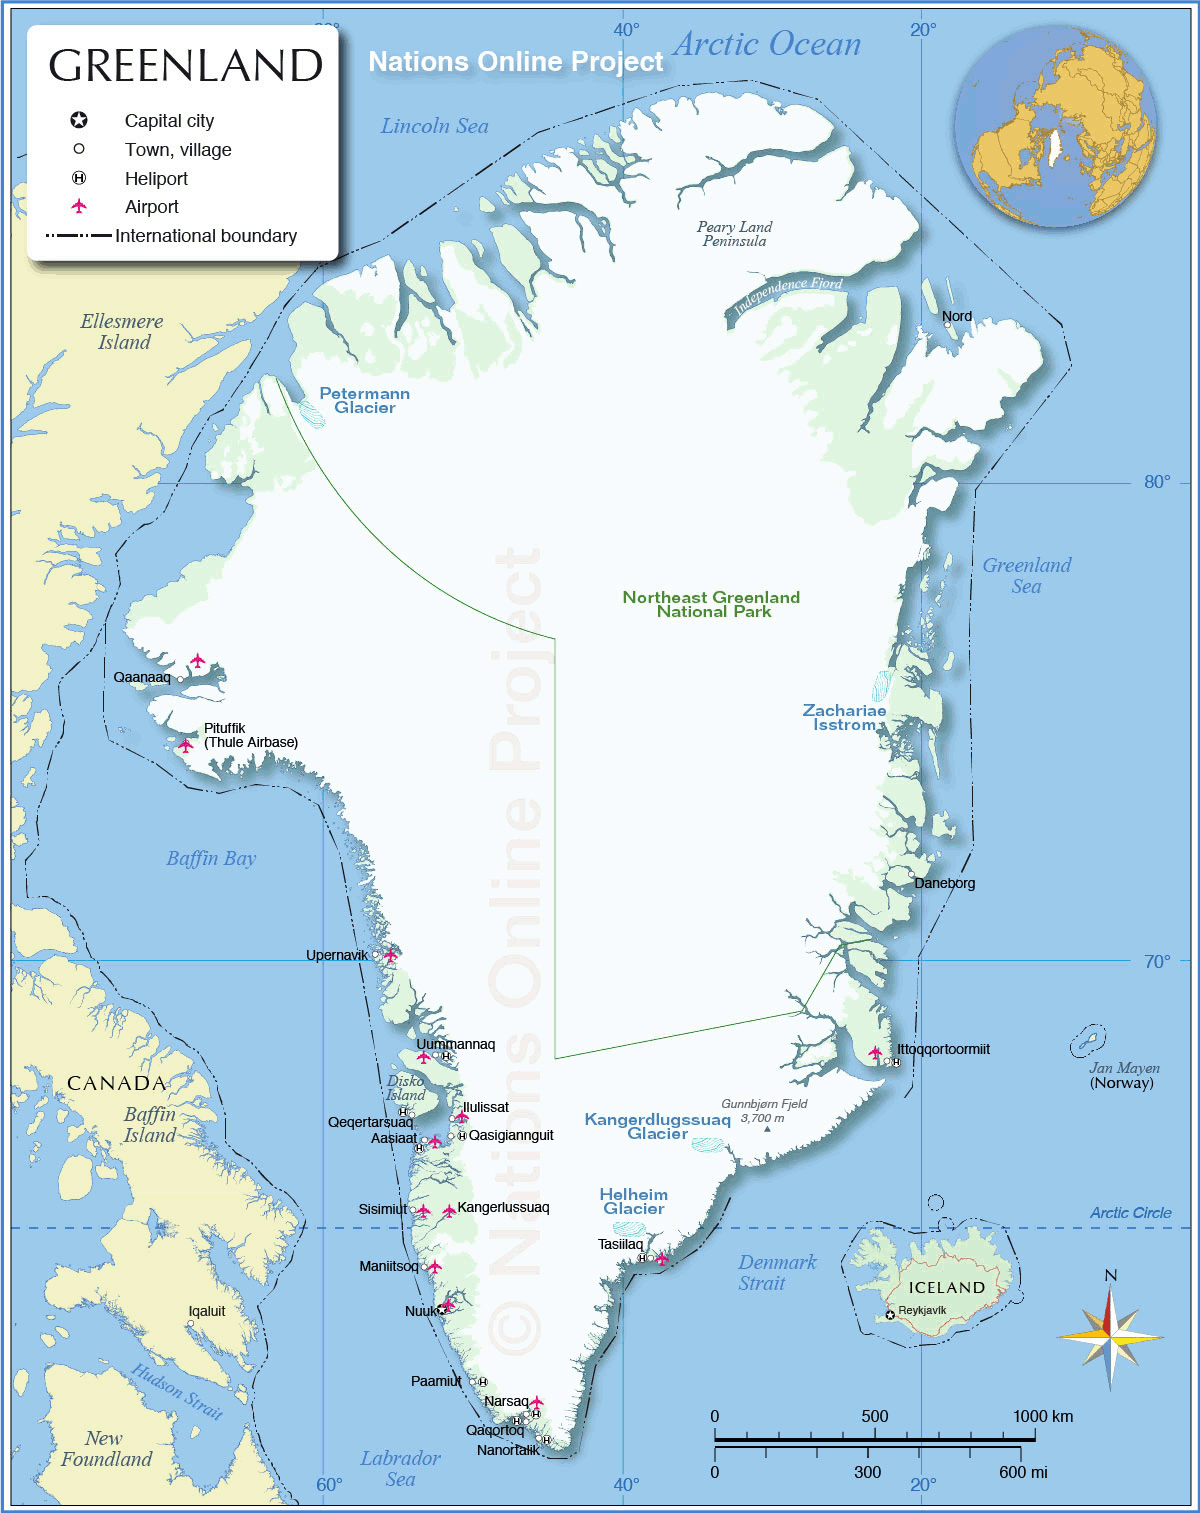 GREENLAND
Capital city
Town, village
Heliport
Airport
International boundary
Nations Online Project
40°
20°
Arctic Ocean
Lincoln Sea
Ellesmere
Island
Peary Land
Peninsula
Independence Fjord
Nord
Petermann
Glacier
80°
Greenland
Sea
Northeast Greenland
National Park
Qaanaaq
Pituffik
(Thule Airbase)
Zachariae
Isstrom
Baffin Bay
Daneborg
Upernavik
70°
Uummannaq
Ittoqqortoormiit
Disko
Island
Jan Mayen
(Norway)
CANADA
Baffin
Island
Qeqertarsuaq
Ilulissat
Aasiaat
Qasigiannguit
Gunnbjørn Fjeld
3,700 m
Kangerdlugssuaq
Glacier
Helheim
Glacier
Sisimiut
Kangerlussuaq
Arctic Circle
Tasiilaq
Maniitsoq
Denmark
Strait
ICELAND
Reykjavík
N
Nuuk
Iqaluit
Hudson Strait
Paamiut
Narsaq
Qaqortoq
Nanortalik
New
Foundland
Labrador
Sea
0 500 1000 km
0 300 600 mi
60°
40°
20°
© Nations Online Project